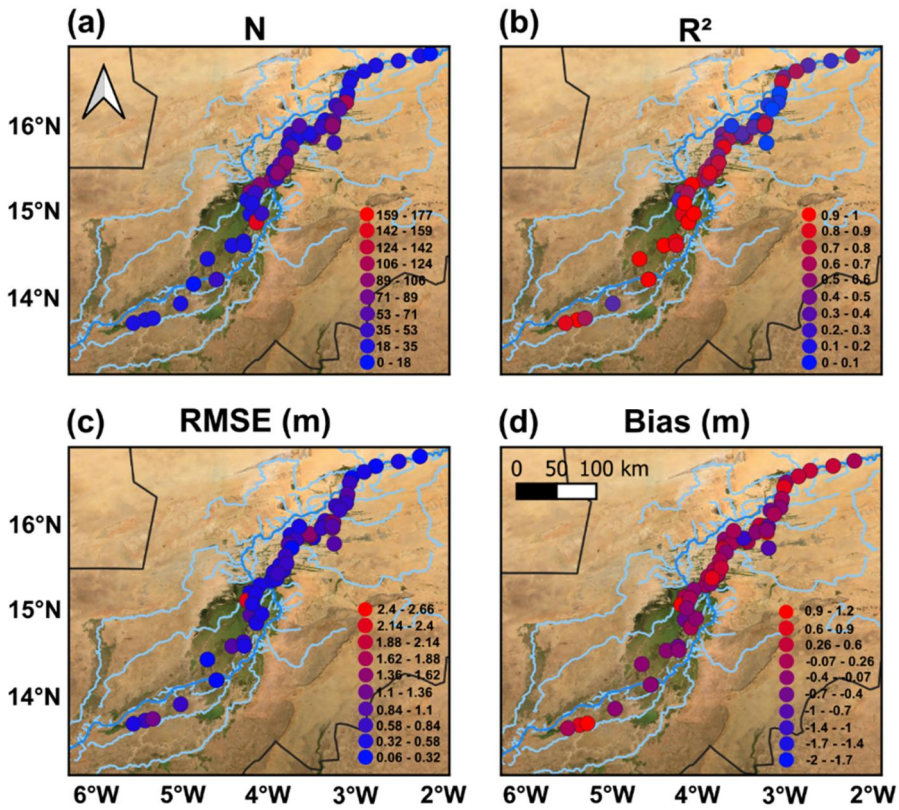 (a)
N
16°N
15°N
14°N
159 - 177
142 - 159
124 - 142
106 - 124
89 - 106
71 - 89
53 - 71
35 - 53
18 - 35
0 - 18
(b)
R²
0.9 - 1
0.8 - 0.9
0.7 - 0.8
0.6 - 0.7
0.5 - 0.6
0.4 - 0.5
0.3 - 0.4
0.2 - 0.3
0.1 - 0.2
0 - 0.1
(c)
RMSE (m)
16°N
15°N
14°N
2.4 - 2.66
2.14 - 2.4
1.88 - 2.14
1.62 - 1.88
1.36 - 1.62
1.1 - 1.36
0.84 - 1.1
0.58 - 0.84
0.32 - 0.58
0.06 - 0.32
6°W 5°W 4°W 3°W 2°W
(d)
Bias (m)
0 50 100 km
0.9 - 1.2
0.6 - 0.9
0.26 - 0.6
-0.07 - 0.26
-0.4 - -0.07
-0.7 - -0.4
-1 - -0.7
-1.4 - -1
-1.7 - -1.4
-2 - -1.7
6°W 5°W 4°W 3°W 2°W